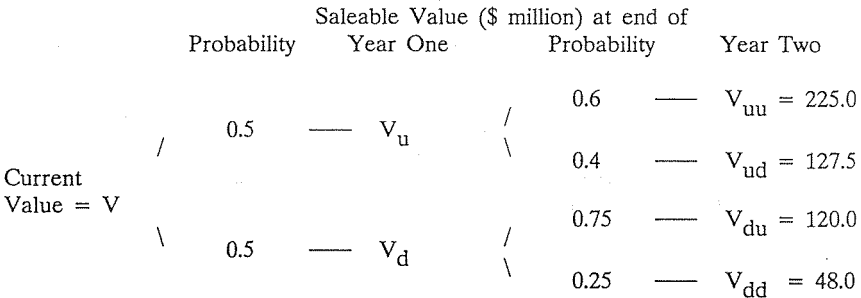 Saleable Value ($ million) at end of
Probability Year One Probability Year Two
0.6 — V_uu = 225.0
0.5 — V_u
0.4 — V_ud = 127.5
Current
Value = V
0.75 — V_du = 120.0
0.5 — V_d
0.25 — V_dd = 48.0